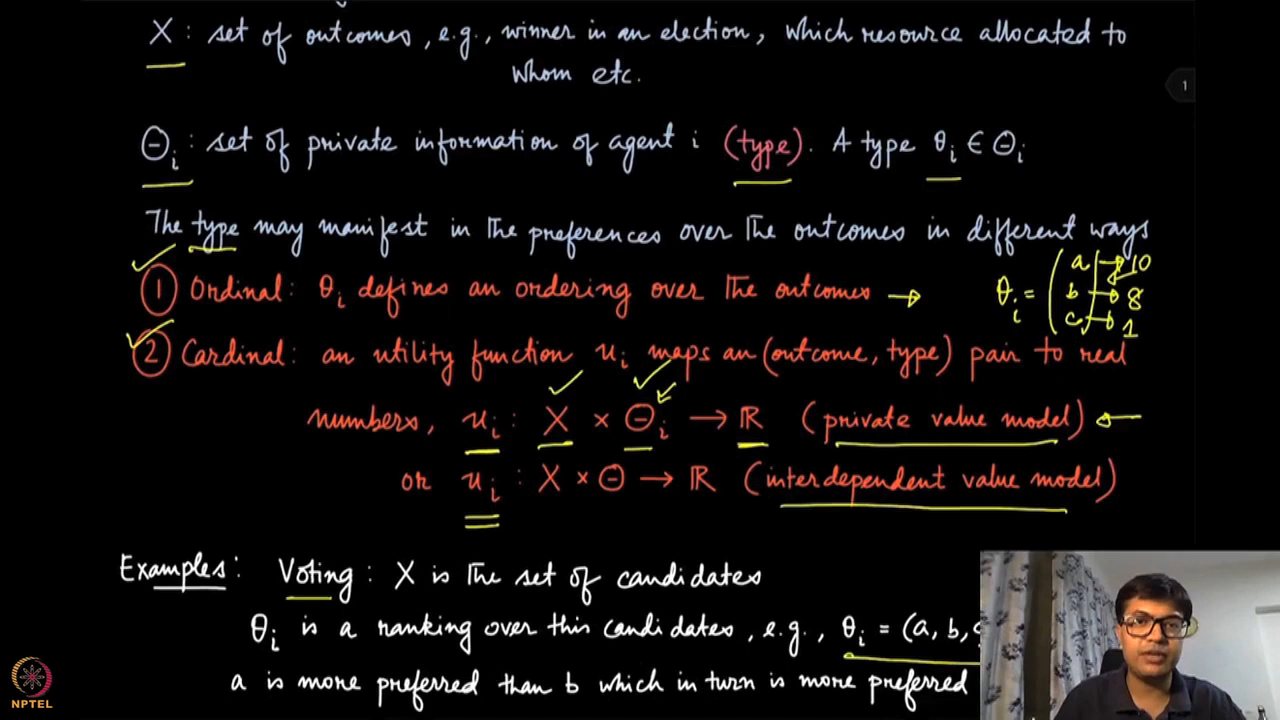 X : set of outcomes, e.g., winner in an election, which resource allocated to
whom etc.
1
Θi : set of private information of agent i (type). A type θi ∈ Θi
The type may manifest in the preferences over the outcomes in different ways
① Ordinal: θi defines an ordering over the outcomes → θi = (a → 10
b → 8
c → 1
② Cardinal: an utility function ui maps an (outcome, type) pair to real
numbers, ui : X × Θi → ℝ (private value model) ←
or ui : X × Θ → ℝ (interdependent value model)
Examples: Voting: X is the set of candidates
θi is a ranking over this candidates, e.g., θi = (a, b,
a is more preferred than b which in turn is more preferred
NPTEL